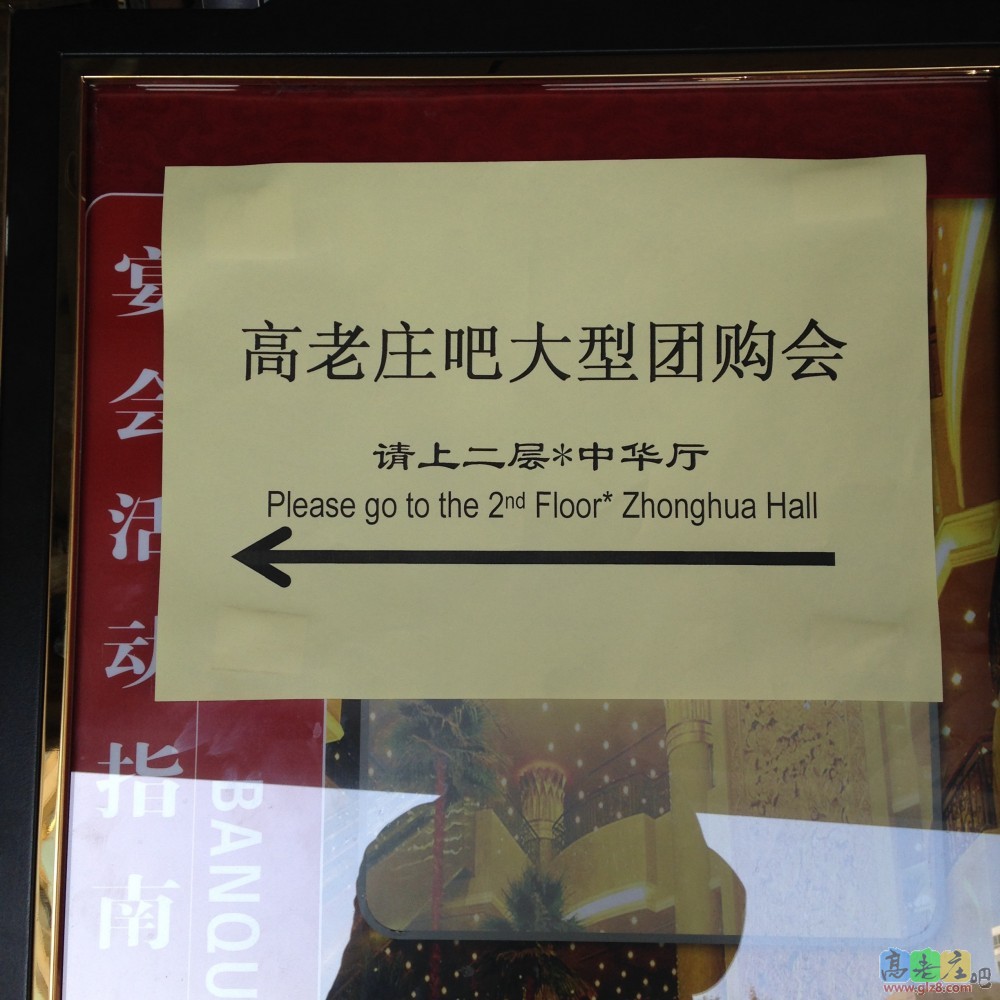 高老庄吧大型团购会
请上二层*中华厅
Please go to the 2nd Floor* Zhonghua Hall
宴会活动指南
BANQU
高老庄吧
www.glz8.com